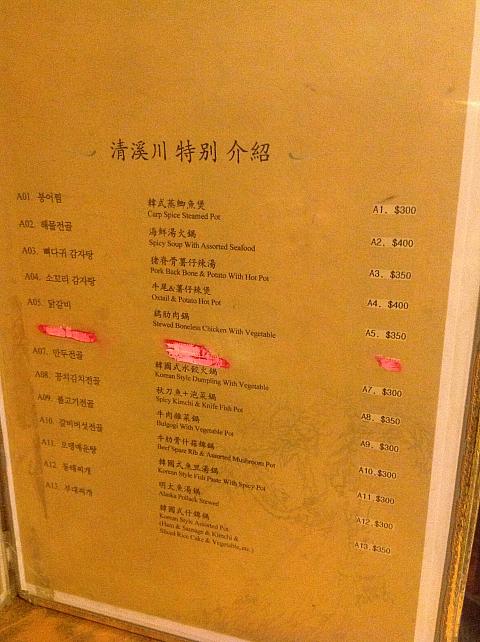 清溪川 特別 介紹
A01. 붕어찜 韓式蒸鯽魚煲 A1. $300
Carp Spice Steamed Pot
A02. 해물전골 海鮮湯火鍋 A2. $400
Spicy Soup With Assorted Seafood
A03. 뼈다귀 감자탕 猪脊骨薯仔辣湯 A3. $350
Pork Back Bone & Potato With Hot Pot
A04. 소꼬리 감자탕 牛尾&薯仔辣煲 A4. $400
Oxtail & Potato Hot Pot
A05. 닭갈비 鷄肋肉鍋 A5. $350
Stewed Boneless Chicken With Vegetable
A07. 만두전골 韓國式水餃火鍋 A7. $300
Korean Style Dumpling With Vegetable
A08. 꽁치김치전골 秋刀魚+泡菜鍋 A8. $350
Spicy Kimchi & Knife Fish Pot
A09. 불고기전골 牛肉雜菜鍋 A9. $300
Bulgogi With Vegetable Pot
A10. 갈비버섯전골 牛肋骨什菇錦鍋 A10. $300
Beef Spare Rib & Assorted Mushroom Pot
A11. 오뎅매운탕 韓國式魚蛋湯鍋 A11. $300
Korean Style Fish Paste With Spicy Pot
A12. 동태찌개 明太魚湯鍋 A12. $300
Alaska Pollack Stewed
A13. 부대찌개 韓國式什錦鍋 A13. $350
Korean Style Assorted Pot
(Ham & Sausage & Kimchi &
Sliced Rice Cake & Vegetable,etc.)